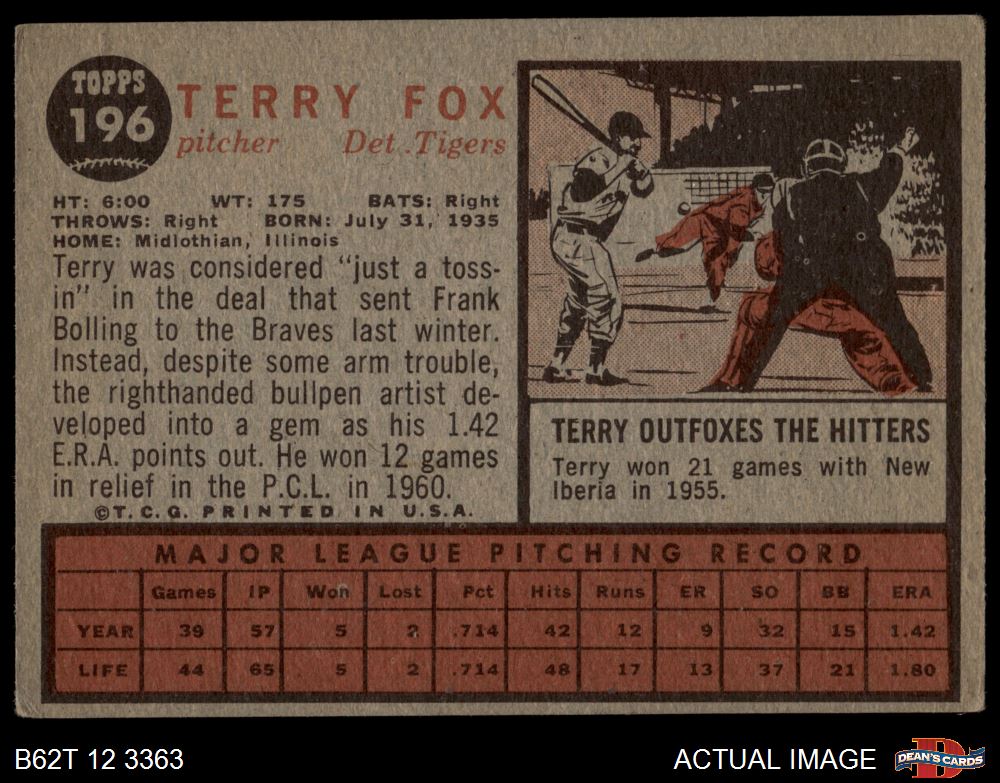 TOPPS
196
TERRY FOX
pitcher Det. Tigers
HT: 6:00 WT: 175 BATS: Right
THROWS: Right BORN: July 31, 1935
HOME: Midlothian, Illinois
Terry was considered “just a toss-
in” in the deal that sent Frank
Bolling to the Braves last winter.
Instead, despite some arm trouble,
the righthanded bullpen artist de-
veloped into a gem as his 1.42
E.R.A. points out. He won 12 games
in relief in the P.C.L. in 1960.
©T.C.G. PRINTED IN U.S.A.
TERRY OUTFOXES THE HITTERS
Terry won 21 games with New
Iberia in 1955.
MAJOR LEAGUE PITCHING RECORD
Games IP Won Lost Pct Hits Runs ER SO BB ERA
YEAR 39 57 5 2 .714 42 12 9 32 15 1.42
LIFE 44 65 5 2 .714 48 17 13 37 21 1.80
B62T 12 3363
ACTUAL IMAGE
D
DEAN'S CARDS